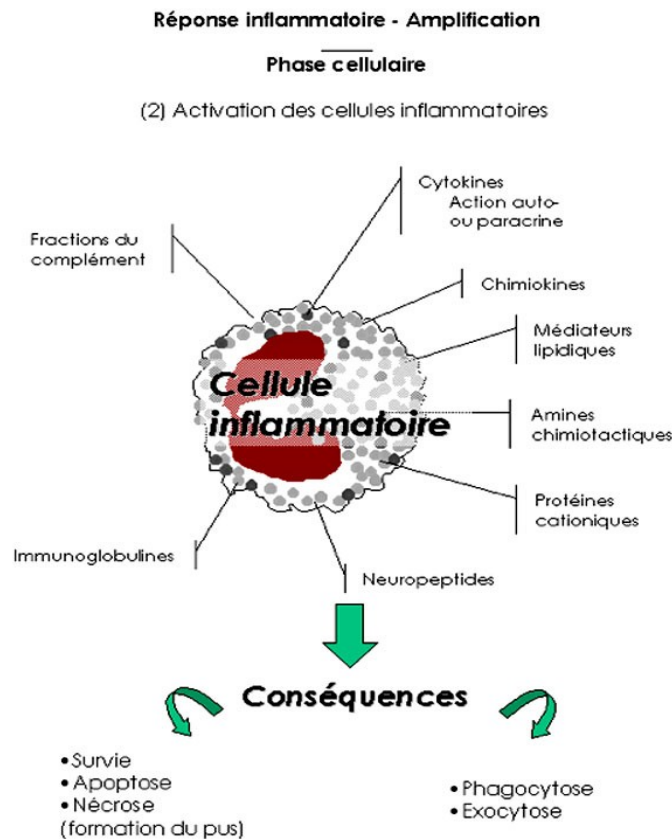 Réponse inflammatoire - Amplification
Phase cellulaire
(2) Activation des cellules inflammatoires
Cytokines
Action auto-
ou paracrine
Fractions du
complément
Chimiokines
Médiateurs
lipidiques
Cellule
inflammatoire
Amines
chimiotactiques
Protéines
cationiques
Immunoglobulines
Neuropeptides
Conséquences
•Survie
•Apoptose
•Nécrose
(formation du pus)
•Phagocytose
•Exocytose